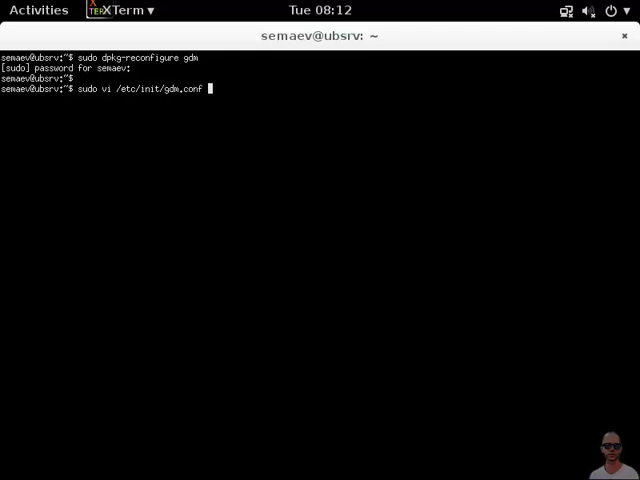 Activities XTerm ▾ Tue 08:12
semaev@ubsrv: ~ ×
semaev@ubsrv:~$ sudo dpkg-reconfigure gdm
[sudo] password for semaev:
semaev@ubsrv:~$
semaev@ubsrv:~$ sudo vi /etc/init/gdm.conf